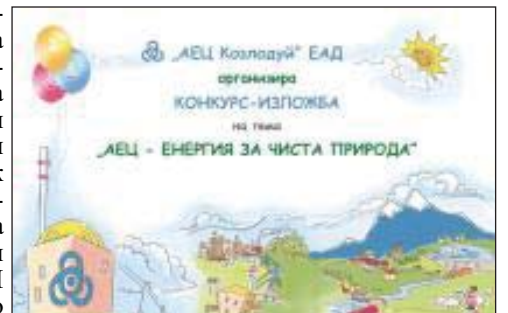 „АЕЦ Козлодуй“ ЕАД
организира
КОНКУРС-ИЗЛОЖБА
на тема
„АЕЦ - ЕНЕРГИЯ ЗА ЧИСТА ПРИРОДА“